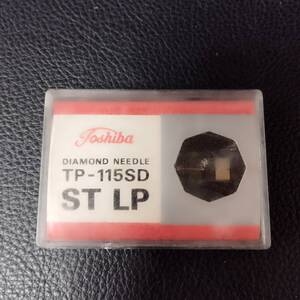 Toshiba
DIAMOND NEEDLE
TP-115SD
ST LP